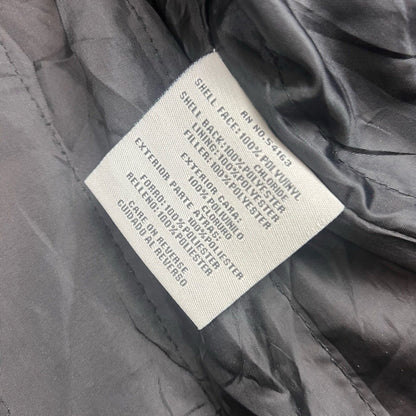 RN NO:54163
SHELL FACE:100%POLYVINYL
CHLORIDE
SHELL BACK:100%POLYESTER
LINING:100%POLYESTER
FILLER:100%POLYESTER
EXTERIOR CARA:
100%POLIVINILO
CLORURO
EXTERIOR PARTE ATRAS:
100%POLIESTER
FORRO:100%POLIESTER
RELLENO:100%POLIESTER
CARE ON REVERSE
CUIDADO AL REVERSO